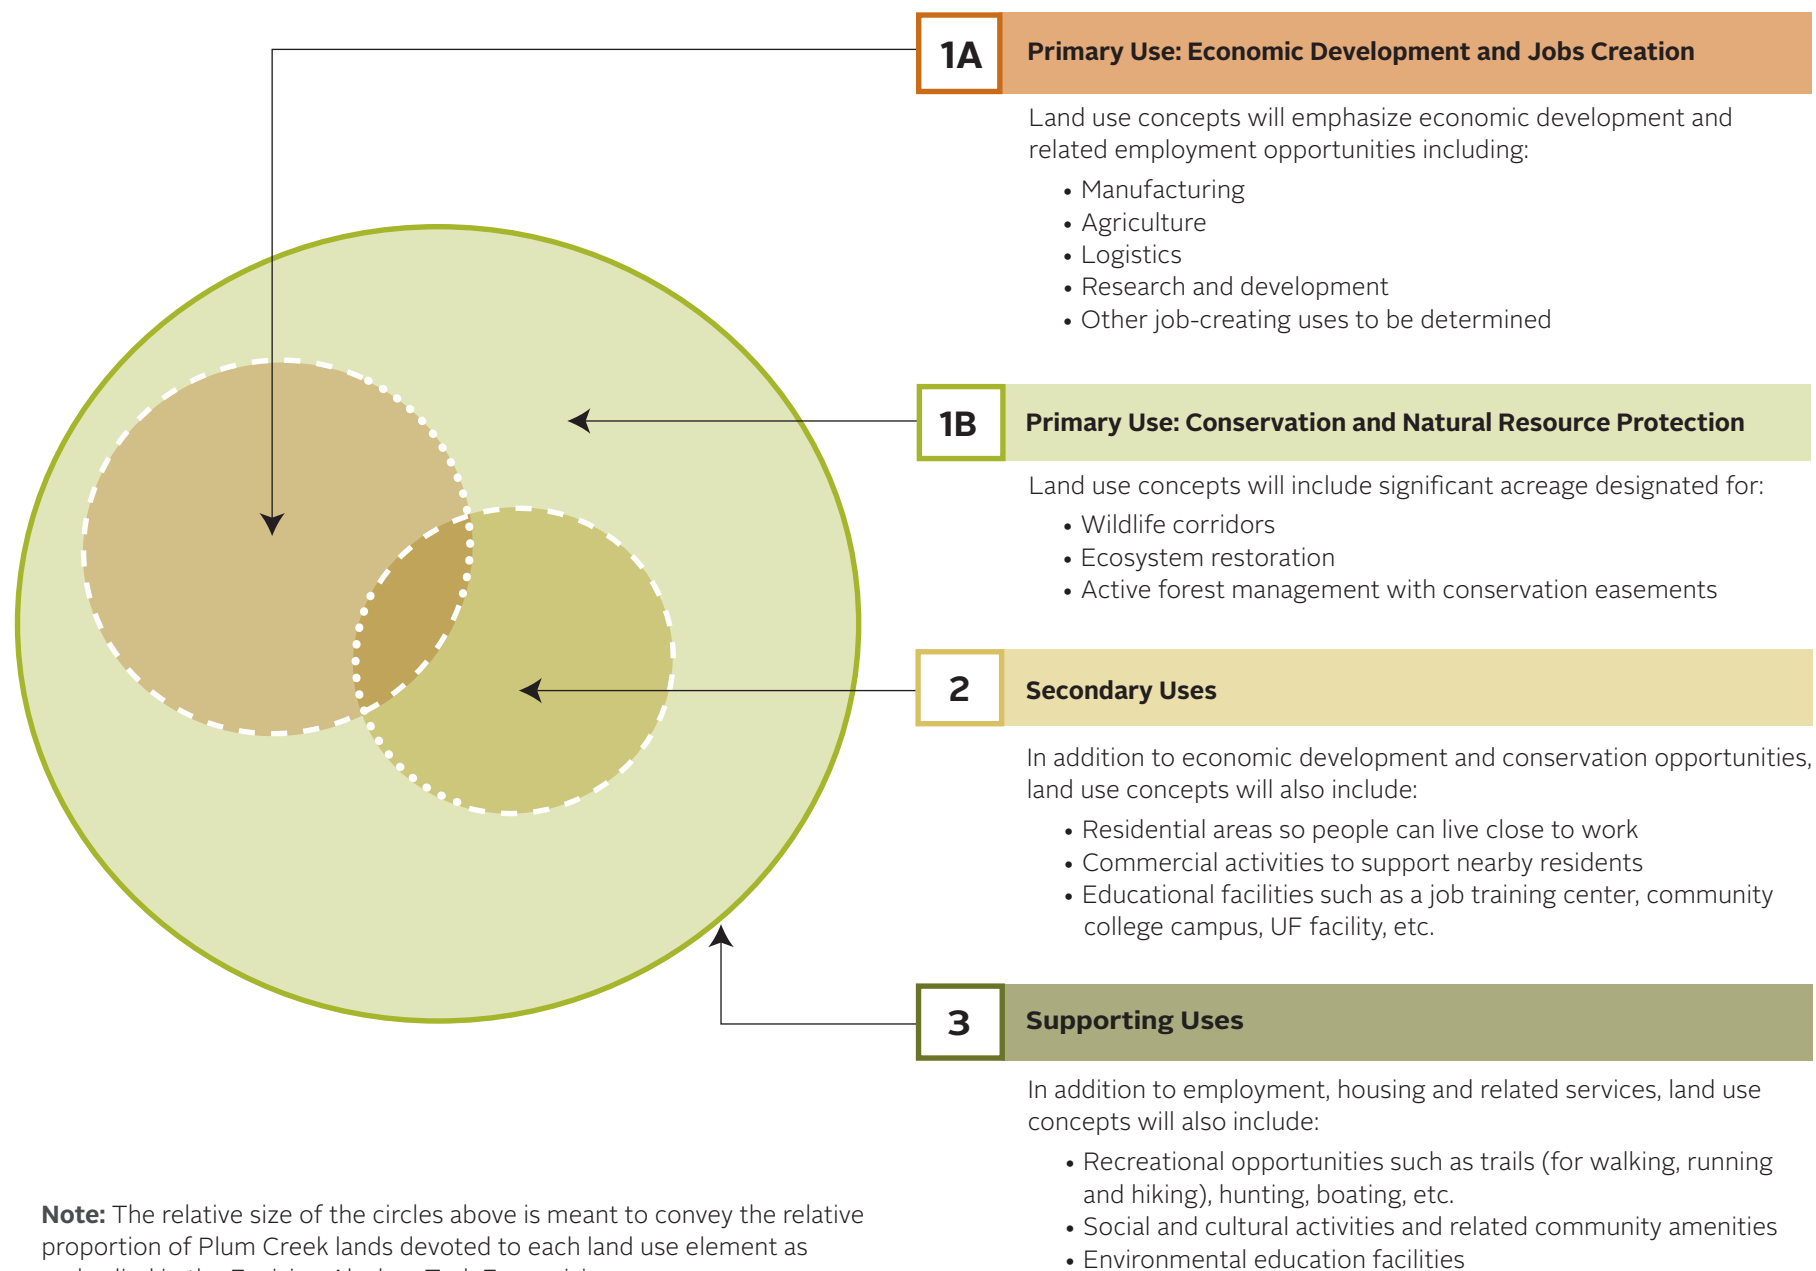 1A
Primary Use: Economic Development and Jobs Creation
Land use concepts will emphasize economic development and
related employment opportunities including:
• Manufacturing
• Agriculture
• Logistics
• Research and development
• Other job-creating uses to be determined
1B
Primary Use: Conservation and Natural Resource Protection
Land use concepts will include significant acreage designated for:
• Wildlife corridors
• Ecosystem restoration
• Active forest management with conservation easements
2
Secondary Uses
In addition to economic development and conservation opportunities,
land use concepts will also include:
• Residential areas so people can live close to work
• Commercial activities to support nearby residents
• Educational facilities such as a job training center, community
college campus, UF facility, etc.
3
Supporting Uses
In addition to employment, housing and related services, land use
concepts will also include:
• Recreational opportunities such as trails (for walking, running
and hiking), hunting, boating, etc.
• Social and cultural activities and related community amenities
• Environmental education facilities
Note: The relative size of the circles above is meant to convey the relative
proportion of Plum Creek lands devoted to each land use element as